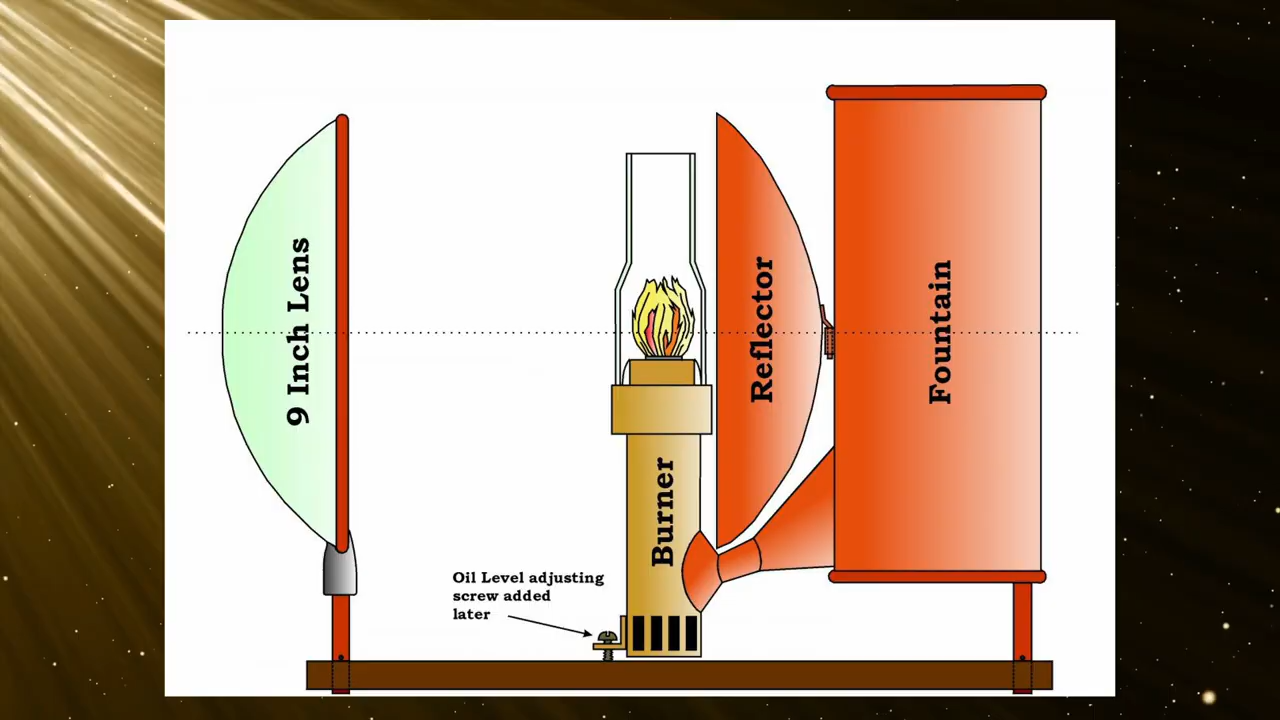 9 Inch Lens
Burner
Reflector
Fountain
Oil Level adjusting
screw added
later